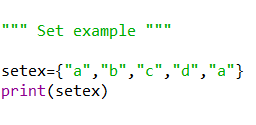 """ Set example """
setex={"a","b","c","d","a"}
print(setex)